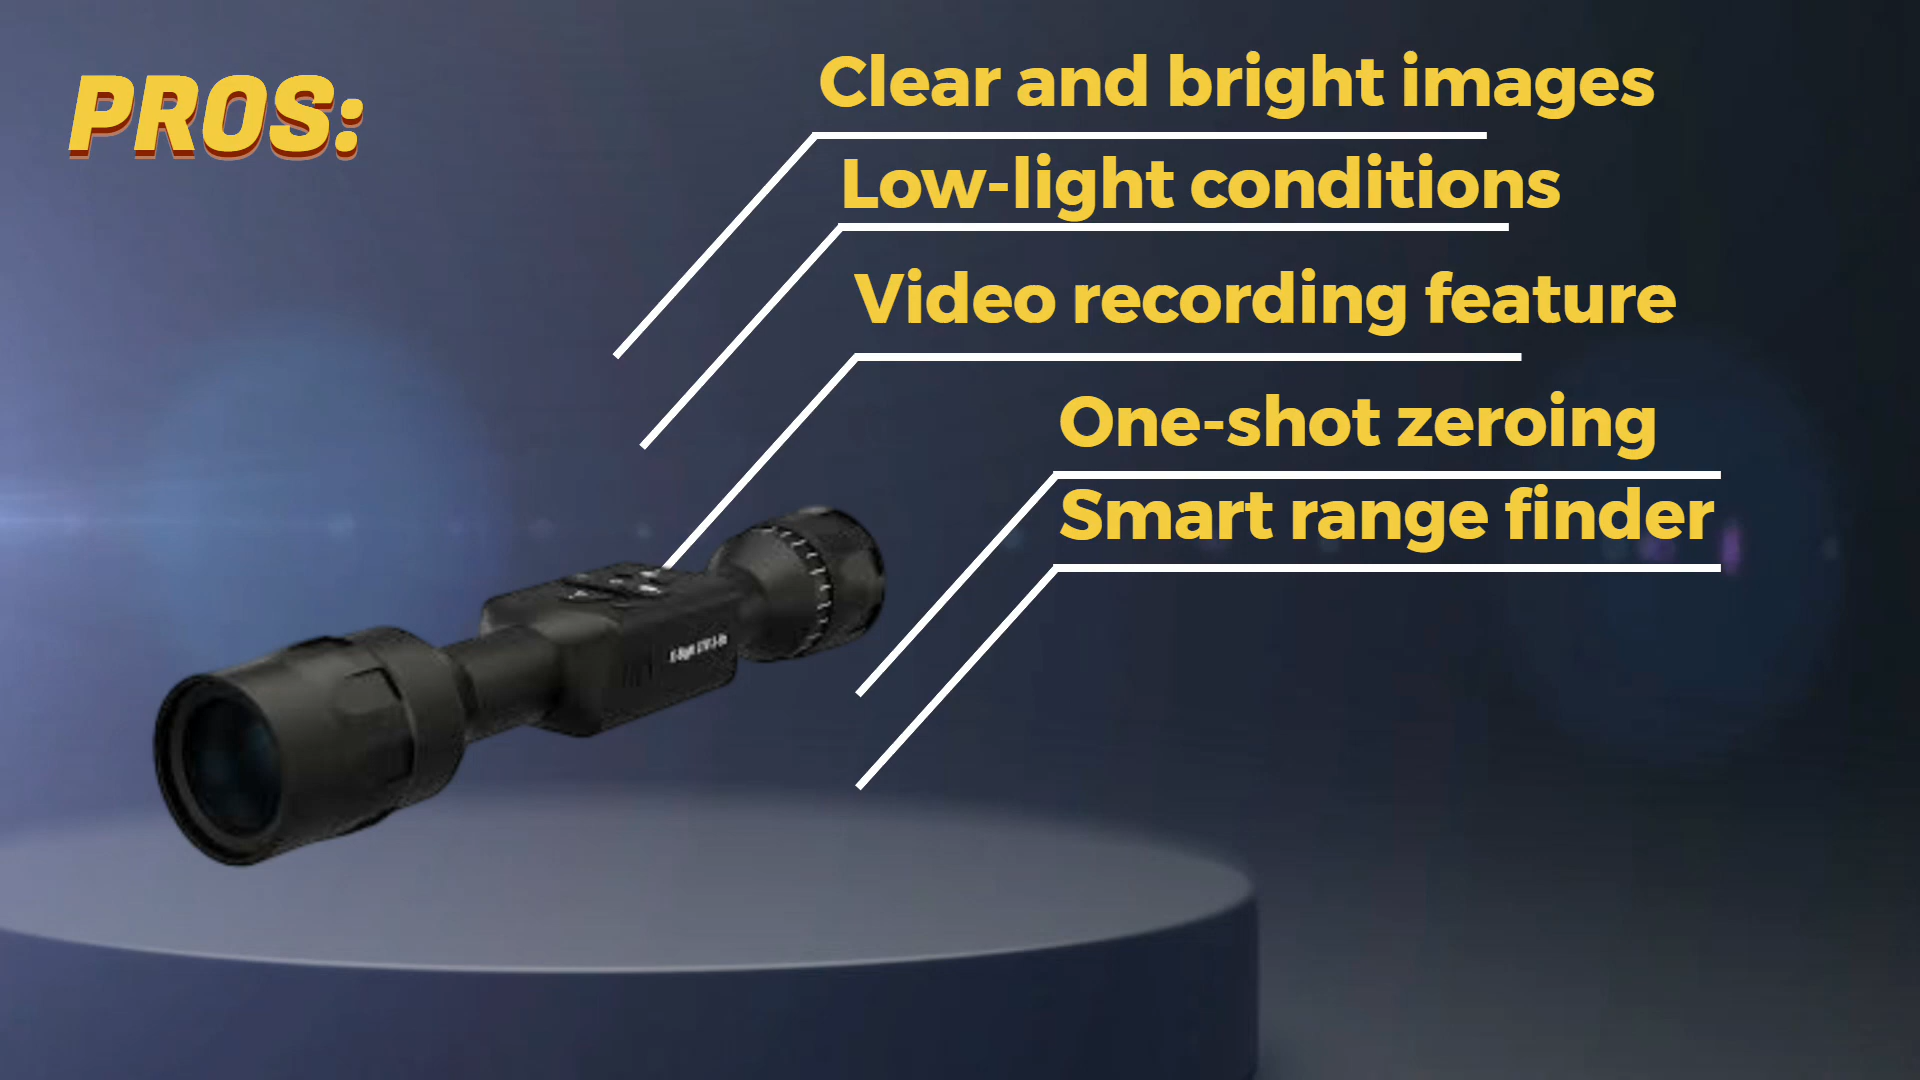 PROS:
Clear and bright images
Low-light conditions
Video recording feature
One-shot zeroing
Smart range finder